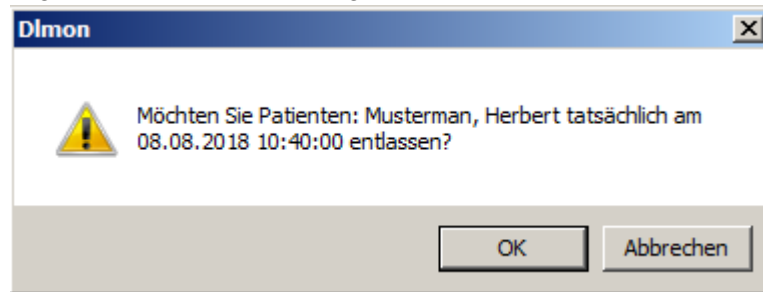 Dlmon
Möchten Sie Patienten: Musterman, Herbert tatsächlich am
08.08.2018 10:40:00 entlassen?
OK
Abbrechen